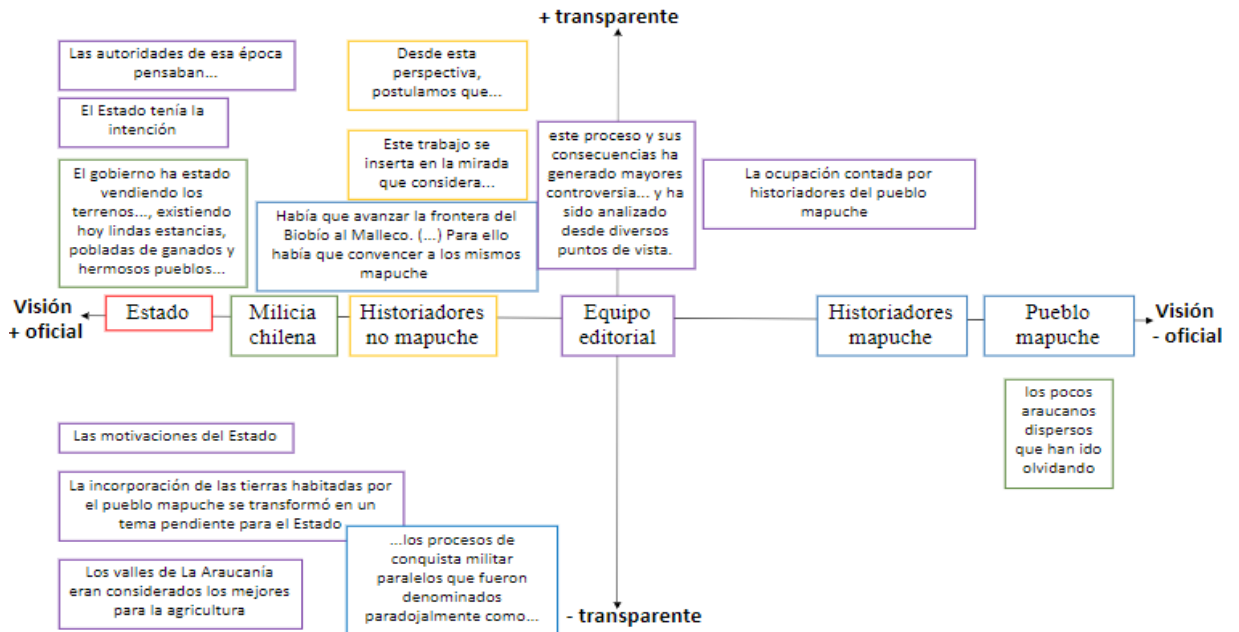 + transparente
Las autoridades de esa época
pensaban...
El Estado tenía la
intención
El gobierno ha estado
vendiendo los
terrenos..., existiendo
hoy lindas estancias,
pobladas de ganados y
hermosos pueblos...
Desde esta
perspectiva,
postulamos que...
Este trabajo se
inserta en la mirada
que considera...
Había que avanzar la frontera del
Biobío al Malleco. (...) Para ello
había que convencer a los mismos
mapuche
este proceso y sus
consecuencias ha
generado mayores
controversia... y ha
sido analizado
desde diversos
puntos de vista.
La ocupación contada por
historiadores del pueblo
mapuche
Visión
+ oficial
Estado
Milicia
chilena
Historiadores
no mapuche
Equipo
editorial
Historiadores
mapuche
Pueblo
mapuche
Visión
- oficial
los pocos
araucanos
dispersos
que han ido
olvidando
Las motivaciones del Estado
La incorporación de las tierras habitadas por
el pueblo mapuche se transformó en un
tema pendiente para el Estado
Los valles de La Araucanía
eran considerados los mejores
para la agricultura
...los procesos de
conquista militar
paralelos que fueron
denominados
paradojalmente como...
- transparente